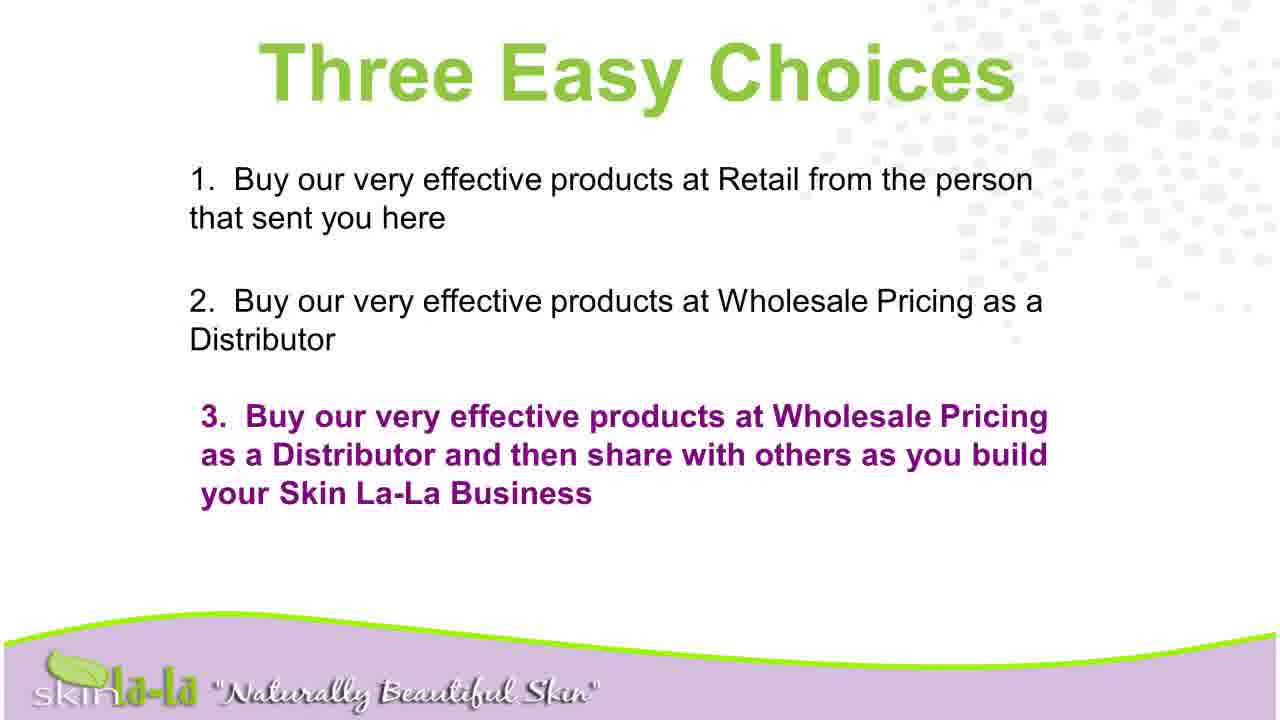 Three Easy Choices
1. Buy our very effective products at Retail from the person
that sent you here
2. Buy our very effective products at Wholesale Pricing as a
Distributor
3. Buy our very effective products at Wholesale Pricing
as a Distributor and then share with others as you build
your Skin La-La Business
skin la-la "Naturally Beautiful Skin"